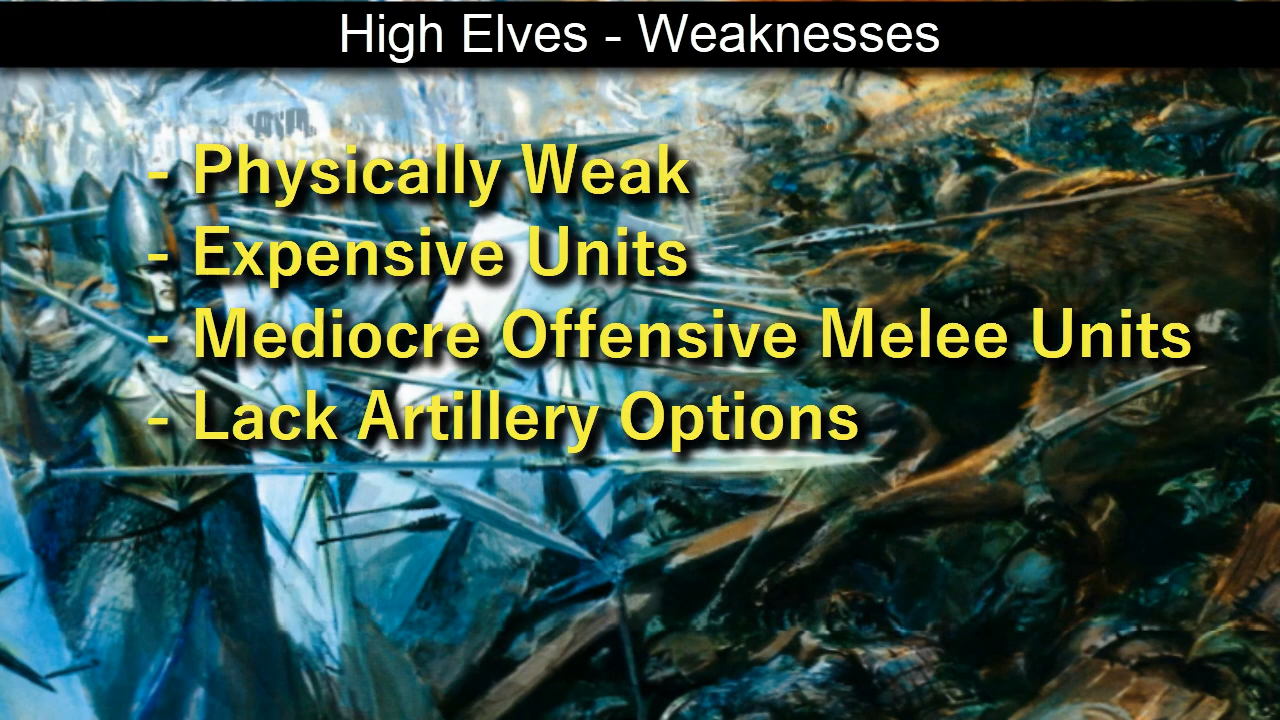 High Elves - Weaknesses
- Physically Weak
- Expensive Units
- Mediocre Offensive Melee Units
- Lack Artillery Options